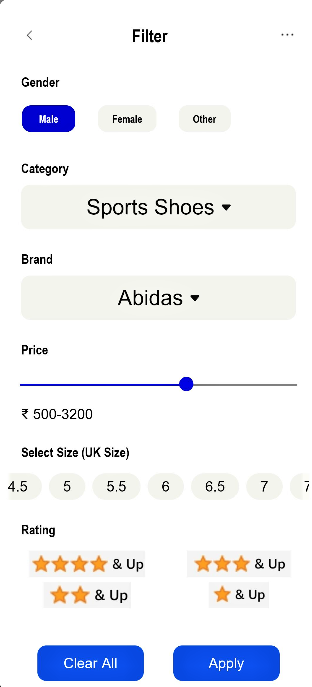 Filter
Gender
Male Female Other
Category
Sports Shoes
Brand
Abidas
Price
₹ 500-3200
Select Size (UK Size)
4.5 5 5.5 6 6.5 7
Rating
& Up & Up
& Up & Up
Clear All Apply